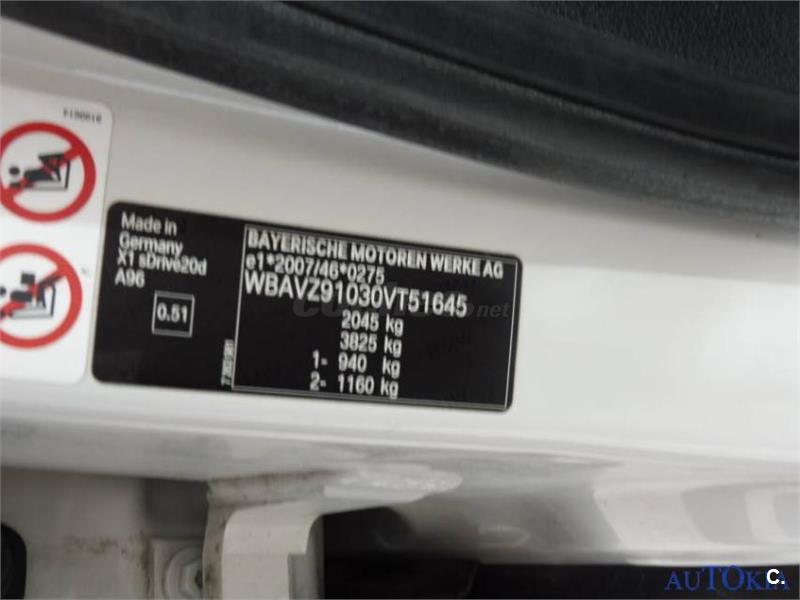 Made in
Germany
X1 sDrive20d
A96
0.51
BAYERISCHE MOTOREN WERKE AG
e1*2007/46*0275
WBAVZ91030VT51645
2045 kg
3825 kg
1- 940 kg
2- 1160 kg
AUTOKIA
C.